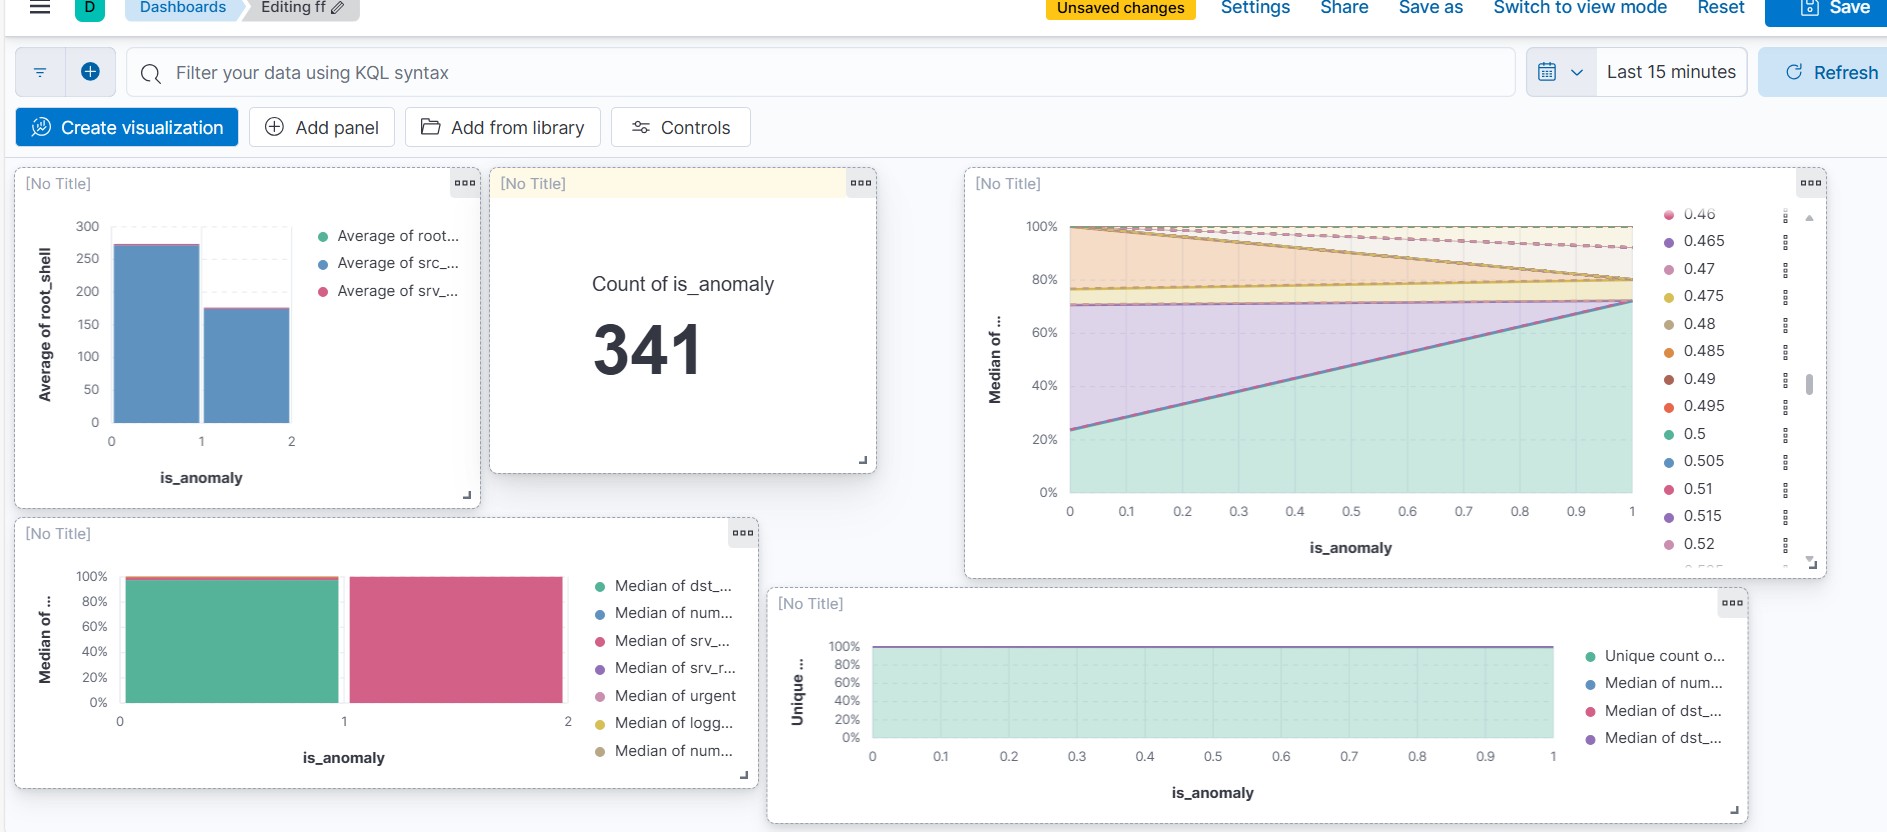 D Dashboards Editing ff Unsaved changes Settings Share Save as Switch to view mode Reset Save
Filter your data using KQL syntax Last 15 minutes Refresh
Create visualization Add panel Add from library Controls
[No Title]
Average of root_shell
300
250
200
150
100
50
0
0 1 2
is_anomaly
Average of root...
Average of src_...
Average of srv_...
[No Title]
Count of is_anomaly
341
[No Title]
Median of ...
100%
80%
60%
40%
20%
0%
0 0.1 0.2 0.3 0.4 0.5 0.6 0.7 0.8 0.9 1
is_anomaly
0.46
0.465
0.47
0.475
0.48
0.485
0.49
0.495
0.5
0.505
0.51
0.515
0.52
[No Title]
Median of ...
100%
80%
60%
40%
20%
0%
0 1 2
is_anomaly
Median of dst_...
Median of num...
Median of srv_...
Median of srv_r...
Median of urgent
Median of logg...
Median of num...
[No Title]
Unique ...
100%
80%
60%
40%
20%
0%
0 0.1 0.2 0.3 0.4 0.5 0.6 0.7 0.8 0.9 1
is_anomaly
Unique count o...
Median of num...
Median of dst_...
Median of dst_...